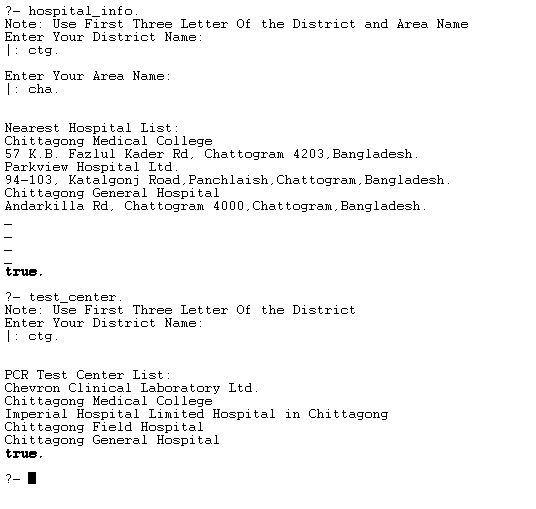 ?- hospital_info.
Note: Use First Three Letter Of the District and Area Name
Enter Your District Name:
|: ctg.
Enter Your Area Name:
|: cha.
Nearest Hospital List:
Chittagong Medical College
57 K.B. Fazlul Kader Rd, Chattogram 4203,Bangladesh.
Parkview Hospital Ltd.
94-103, Katalgonj Road,Panchlaish,Chattogram,Bangladesh.
Chittagong General Hospital
Andarkilla Rd, Chattogram 4000,Chattogram,Bangladesh.
_
_
_
_
true.
?- test_center.
Note: Use First Three Letter Of the District
Enter Your District Name:
|: ctg.
PCR Test Center List:
Chevron Clinical Laboratory Ltd.
Chittagong Medical College
Imperial Hospital Limited Hospital in Chittagong
Chittagong Field Hospital
Chittagong General Hospital
true.
?-